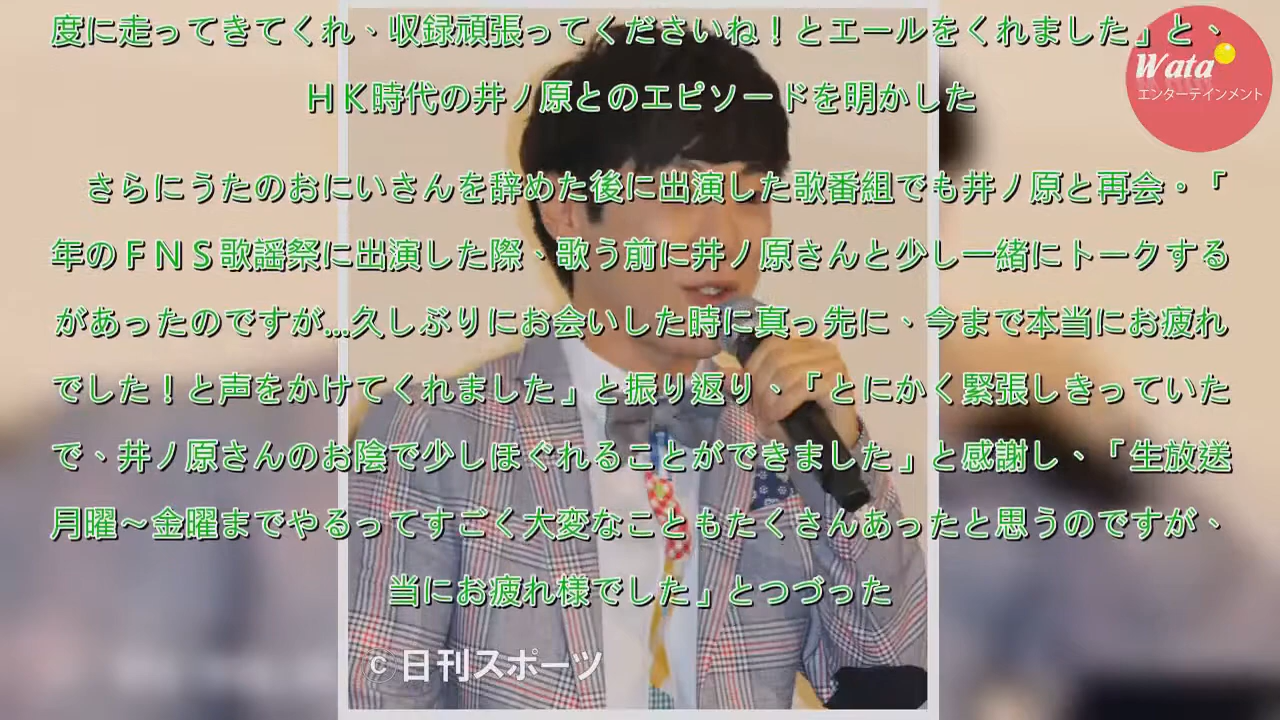 度に走ってきてくれ、収録頑張ってくださいね！とエールをくれました」と、
ＨＫ時代の井ノ原とのエピソードを明かした
さらにうたのおにいさんを辞めた後に出演した歌番組でも井ノ原と再会・「
年のＦＮＳ歌謡祭に出演した際、歌う前に井ノ原さんと少し一緒にトークする
があったのですが...久しぶりにお会いした時に真っ先に、今まで本当にお疲れ
でした！と声をかけてくれました」と振り返り、「とにかく緊張しきっていた
で、井ノ原さんのお陰で少しほぐれることができました」と感謝し、「生放送
月曜～金曜までやるってすごく大変なこともたくさんあったと思うのですが、
当にお疲れ様でした」とつづった
Wata
エンターテインメント
©日刊スポーツ